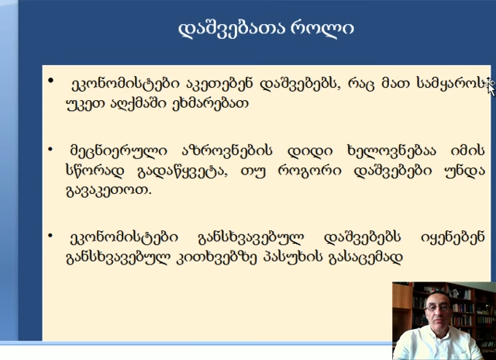 დაშვებათა როლი
• ეკონომისტები აკეთებენ დაშვებებს, რაც მათ სამყაროს
უკეთ აღქმაში ეხმარებათ
• მეცნიერული აზროვნების დიდი ხელოვნებაა იმის
სწორად გადაწყვეტა, თუ როგორი დაშვებები უნდა
გავაკეთოთ.
• ეკონომისტები განსხვავებულ დაშვებებს იყენებენ
განსხვავებულ კითხვებზე პასუხის გასაცემად